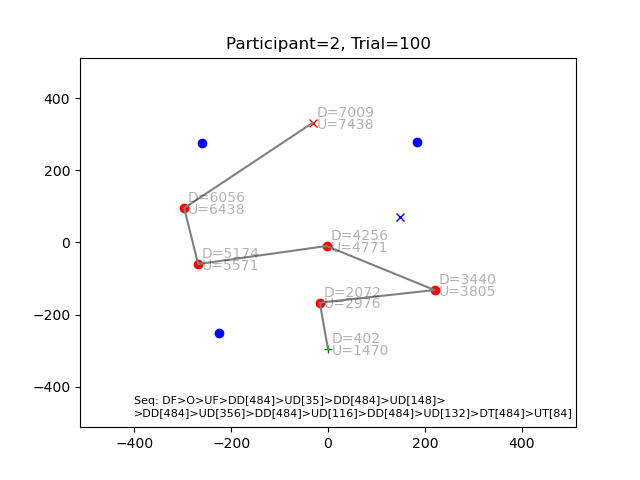 Participant=2, Trial=100
400
200
0
−200
−400
D=7009
U=7438
D=6056
U=6438
D=5174
U=5571
D=4256
U=4771
D=3440
U=3805
D=2072
U=2976
D=402
U=1470
Seq: DF>O>UF>DD[484]>UD[35]>DD[484]>UD[148]>
>DD[484]>UD[356]>DD[484]>UD[116]>DD[484]>UD[132]>DT[484]>UT[84]
−400 −200 0 200 400